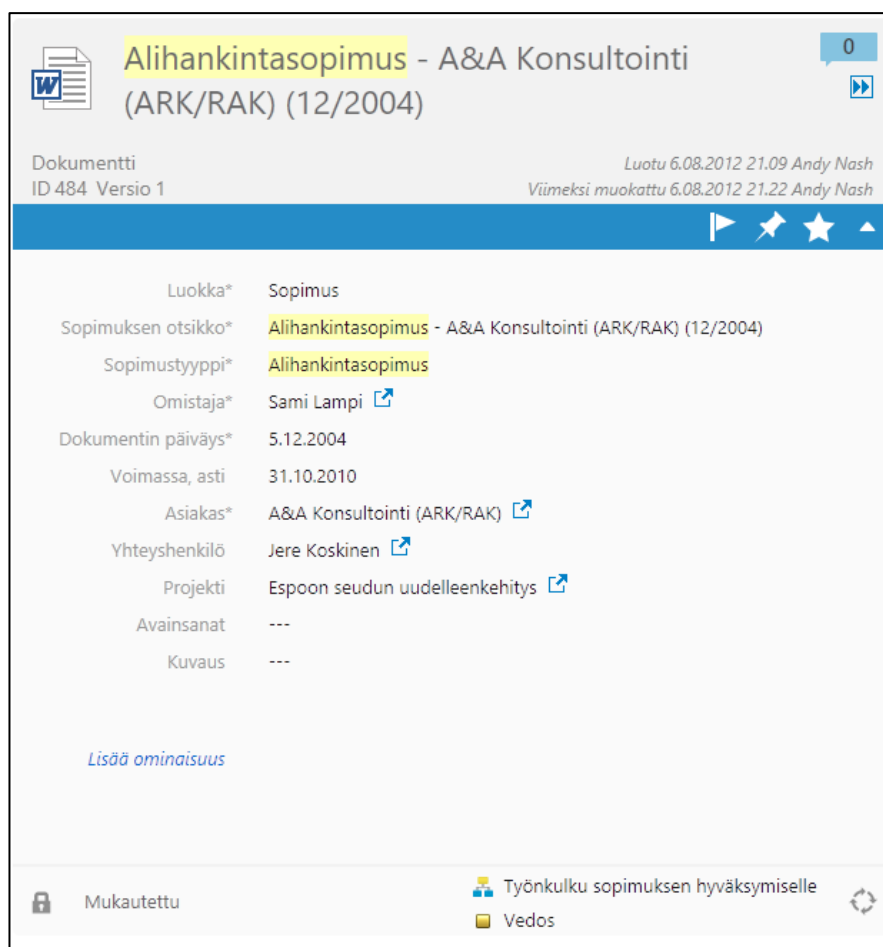 Alihankintasopimus - A&A Konsultointi
(ARK/RAK) (12/2004)
0
W
Dokumentti
ID 484 Versio 1
Luotu 6.08.2012 21.09 Andy Nash
Viimeksi muokattu 6.08.2012 21.22 Andy Nash
Luokka* Sopimus
Sopimuksen otsikko* Alihankintasopimus - A&A Konsultointi (ARK/RAK) (12/2004)
Sopimustyyppi* Alihankintasopimus
Omistaja* Sami Lampi
Dokumentin päiväys* 5.12.2004
Voimassa, asti 31.10.2010
Asiakas* A&A Konsultointi (ARK/RAK)
Yhteyshenkilö Jere Koskinen
Projekti Espoon seudun uudelleenkehitys
Avainsanat ---
Kuvaus ---
Lisää ominaisuus
Mukautettu
Työnkulku sopimuksen hyväksymiselle
Vedos